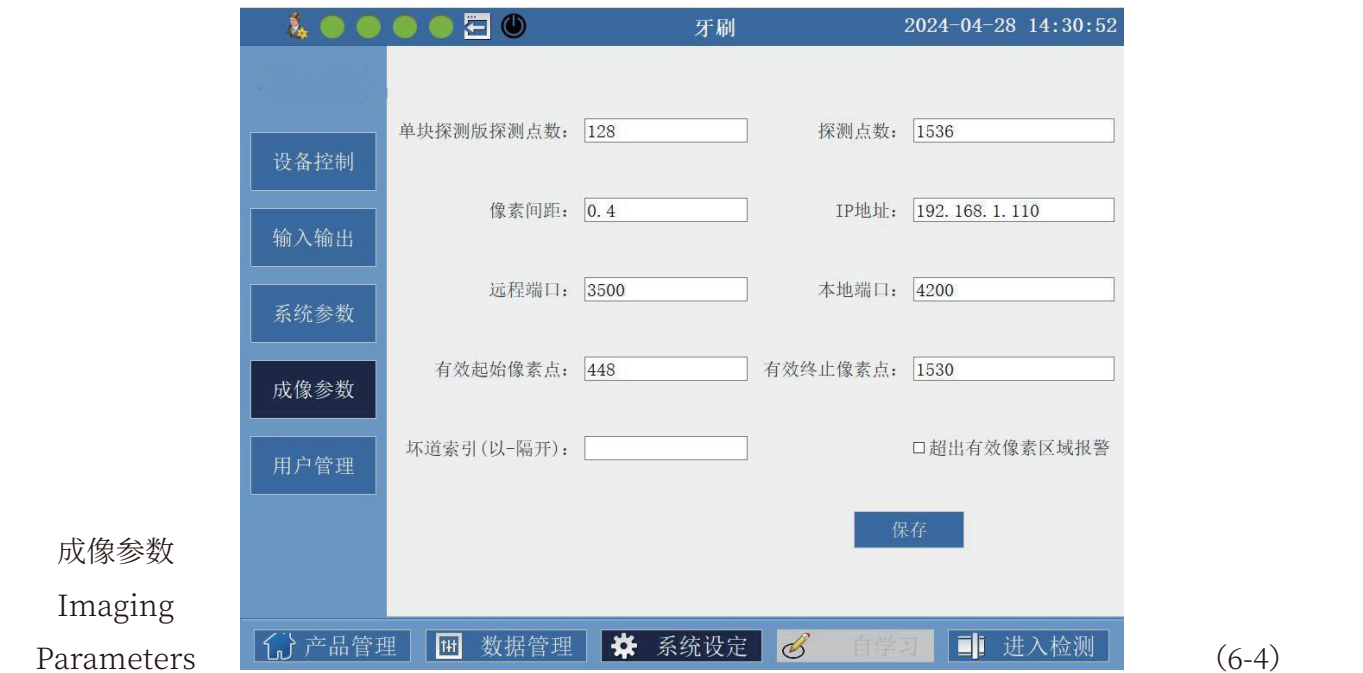 牙刷 2024-04-28 14:30:52
单块探测版探测点数: 128 探测点数: 1536
设备控制
像素间距: 0.4 IP地址: 192.168.1.110
输入输出
远程端口: 3500 本地端口: 4200
系统参数
有效起始像素点: 448 有效终止像素点: 1530
成像参数
坏道索引(以-隔开): 超出有效像素区域报警
用户管理
保存
成像参数
Imaging
Parameters
产品管理 数据管理 系统设定 自学习 进入检测
(6-4)